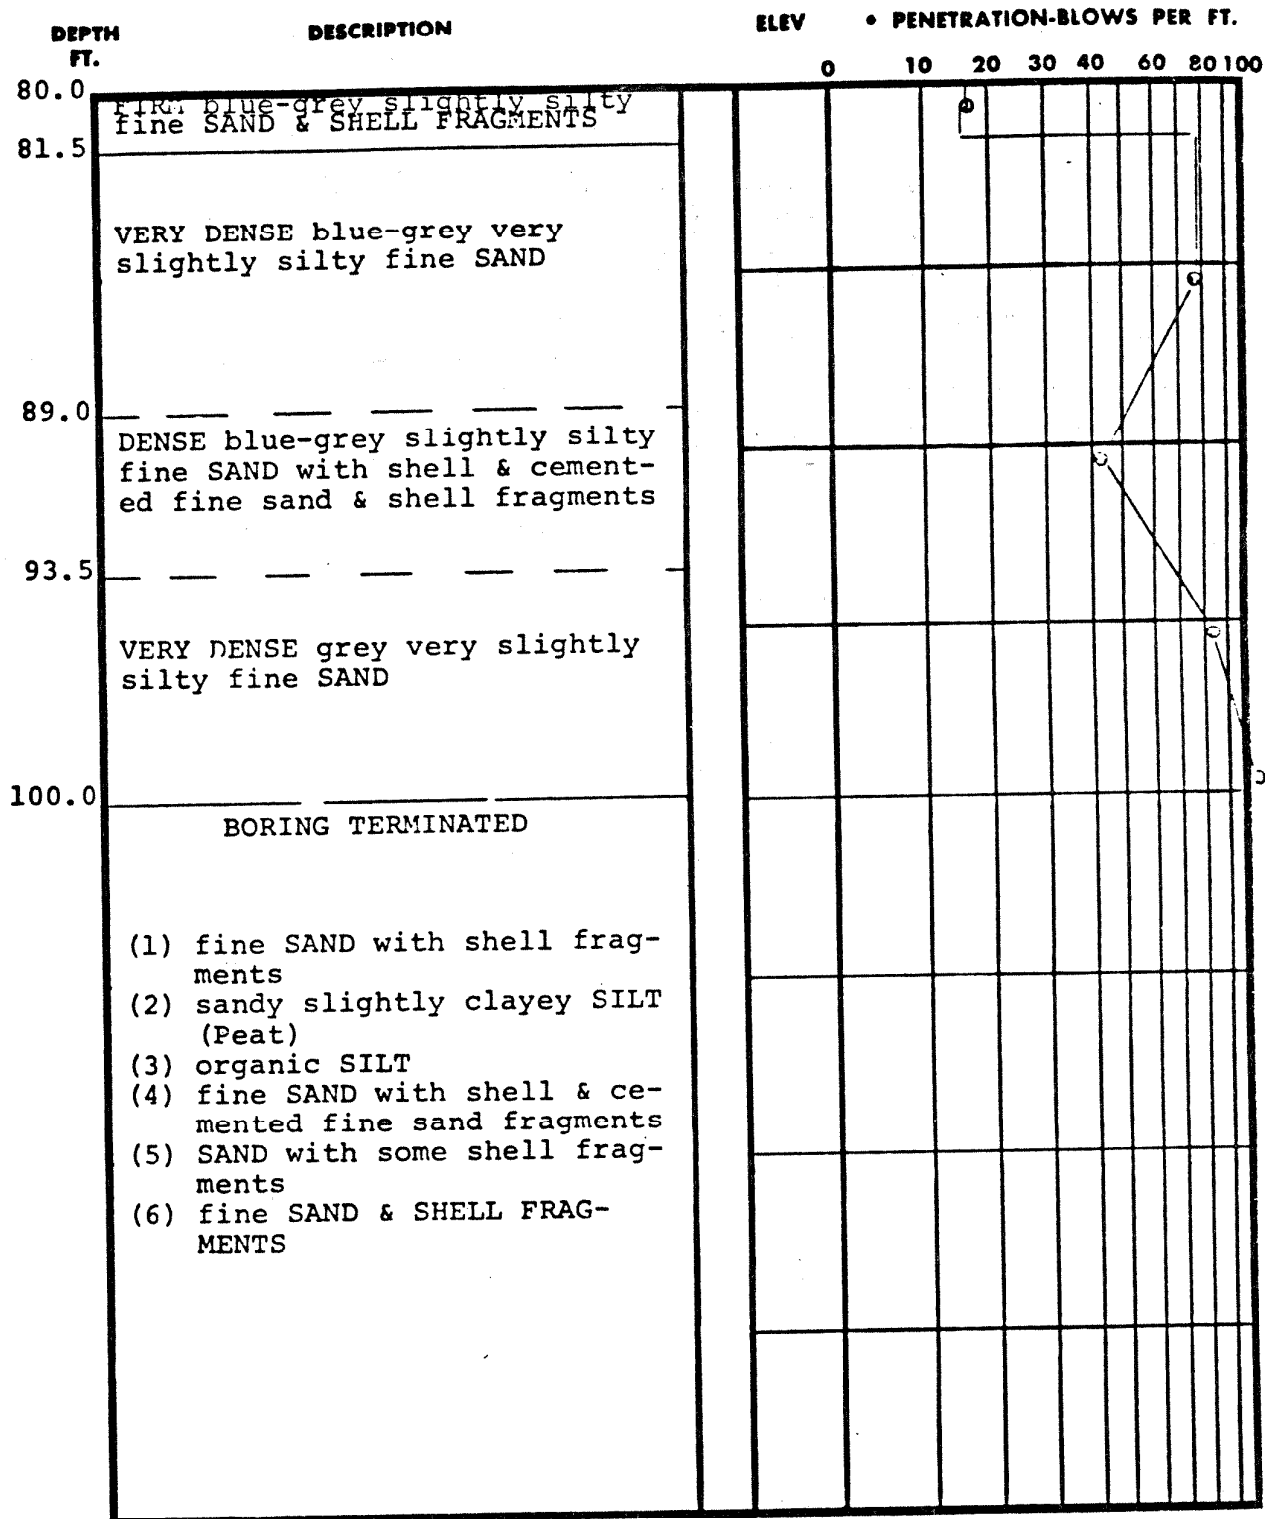 DEPTH FT. DESCRIPTION ELEV • PENETRATION-BLOWS PER FT.
0 10 20 30 40 60 80 100
80.0
FIRM blue-grey slightly silty
fine SAND & SHELL FRAGMENTS
81.5
VERY DENSE blue-grey very
slightly silty fine SAND
89.0
DENSE blue-grey slightly silty
fine SAND with shell & cement-
ed fine sand & shell fragments
93.5
VERY DENSE grey very slightly
silty fine SAND
100.0
BORING TERMINATED
(1) fine SAND with shell frag-
ments
(2) sandy slightly clayey SILT
(Peat)
(3) organic SILT
(4) fine SAND with shell & ce-
mented fine sand fragments
(5) SAND with some shell frag-
ments
(6) fine SAND & SHELL FRAG-
MENTS